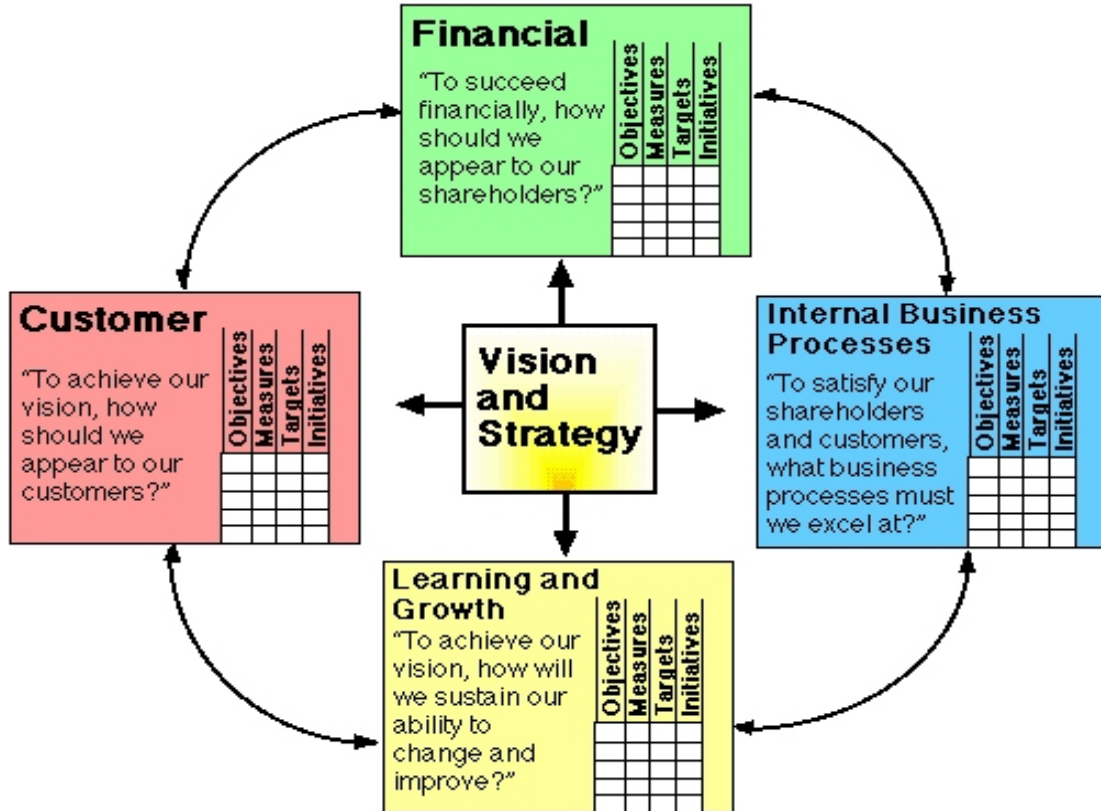 Financial
“To succeed
financially, how
should we
appear to our
shareholders?”
Objectives
Measures
Targets
Initiatives
Customer
“To achieve our
vision, how
should we
appear to our
customers?”
Objectives
Measures
Targets
Initiatives
Vision
and
Strategy
Internal Business
Processes
“To satisfy our
shareholders
and customers,
what business
processes must
we excel at?”
Objectives
Measures
Targets
Initiatives
Learning and
Growth
“To achieve our
vision, how will
we sustain our
ability to
change and
improve?”
Objectives
Measures
Targets
Initiatives